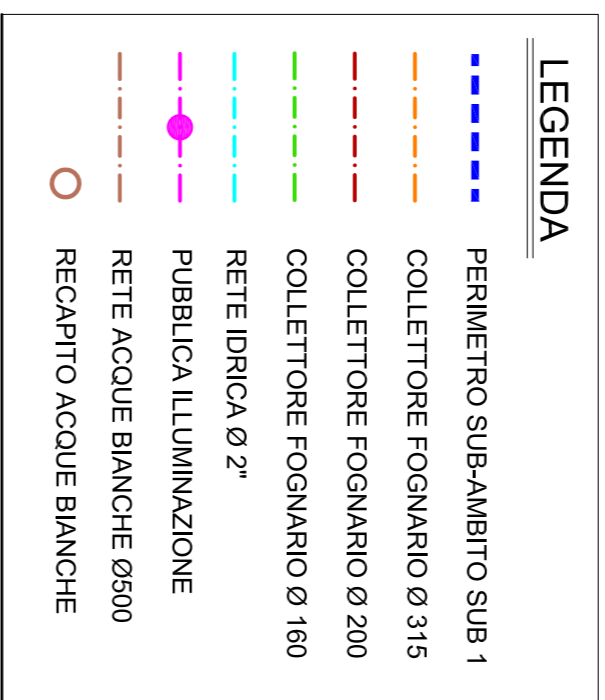 LEGENDA
PERIMETRO SUB-AMBITO SUB 1
COLLETTORE FOGNARIO Ø 315
COLLETTORE FOGNARIO Ø 200
COLLETTORE FOGNARIO Ø 160
RETE IDRICA Ø 2"
PUBBLICA ILLUMINAZIONE
RETE ACQUE BIANCHE Ø500
RECAPITO ACQUE BIANCHE